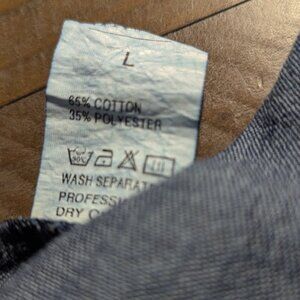 L
65% COTTON
35% POLYESTER
WASH SEPARAT
PROFESSI
DRY C